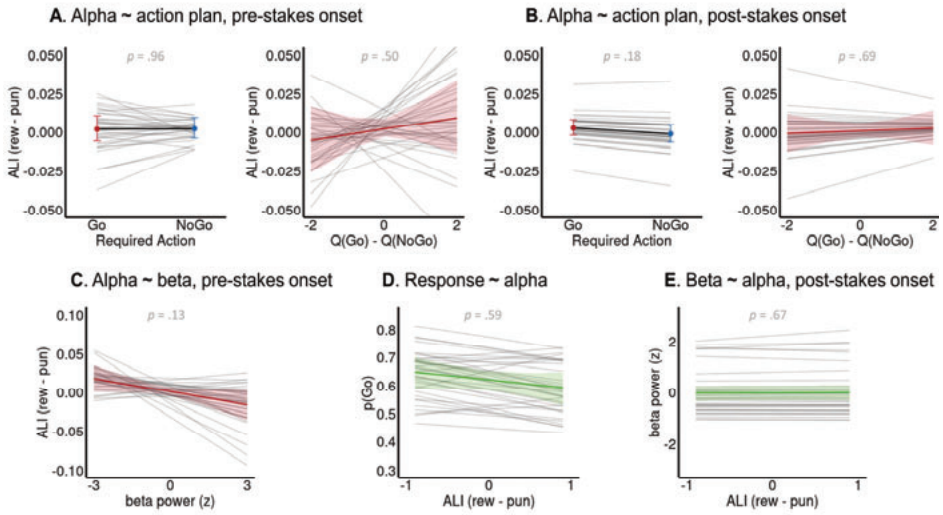 A. Alpha ~ action plan, pre-stakes onset
p = .96
ALI (rew - pun)
0.050
0.025
0.000
-0.025
-0.050
Go
NoGo
Required Action
p = .50
ALI (rew - pun)
0.050
0.025
0.000
-0.025
-0.050
-2
0
2
Q(Go) - Q(NoGo)
B. Alpha ~ action plan, post-stakes onset
p = .18
ALI (rew - pun)
0.050
0.025
0.000
-0.025
-0.050
Go
NoGo
Required Action
p = .69
ALI (rew - pun)
0.050
0.025
0.000
-0.025
-0.050
-2
0
2
Q(Go) - Q(NoGo)
C. Alpha ~ beta, pre-stakes onset
p = .13
ALI (rew - pun)
0.10
0.05
0.00
-0.05
-0.10
-3
0
3
beta power (z)
D. Response ~ alpha
p = .59
p(Go)
0.8
0.7
0.6
0.5
0.4
0.3
-1
0
1
ALI (rew - pun)
E. Beta ~ alpha, post-stakes onset
p = .67
beta power (z)
2
0
-2
-1
0
1
ALI (rew - pun)